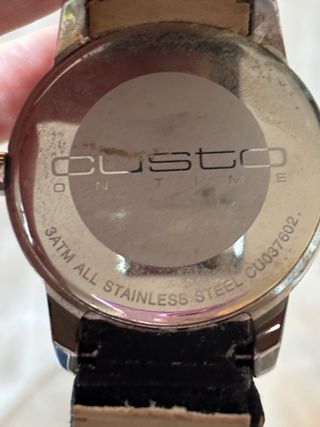 custo
ON TIME
3ATM ALL STAINLESS STEEL CU037602.